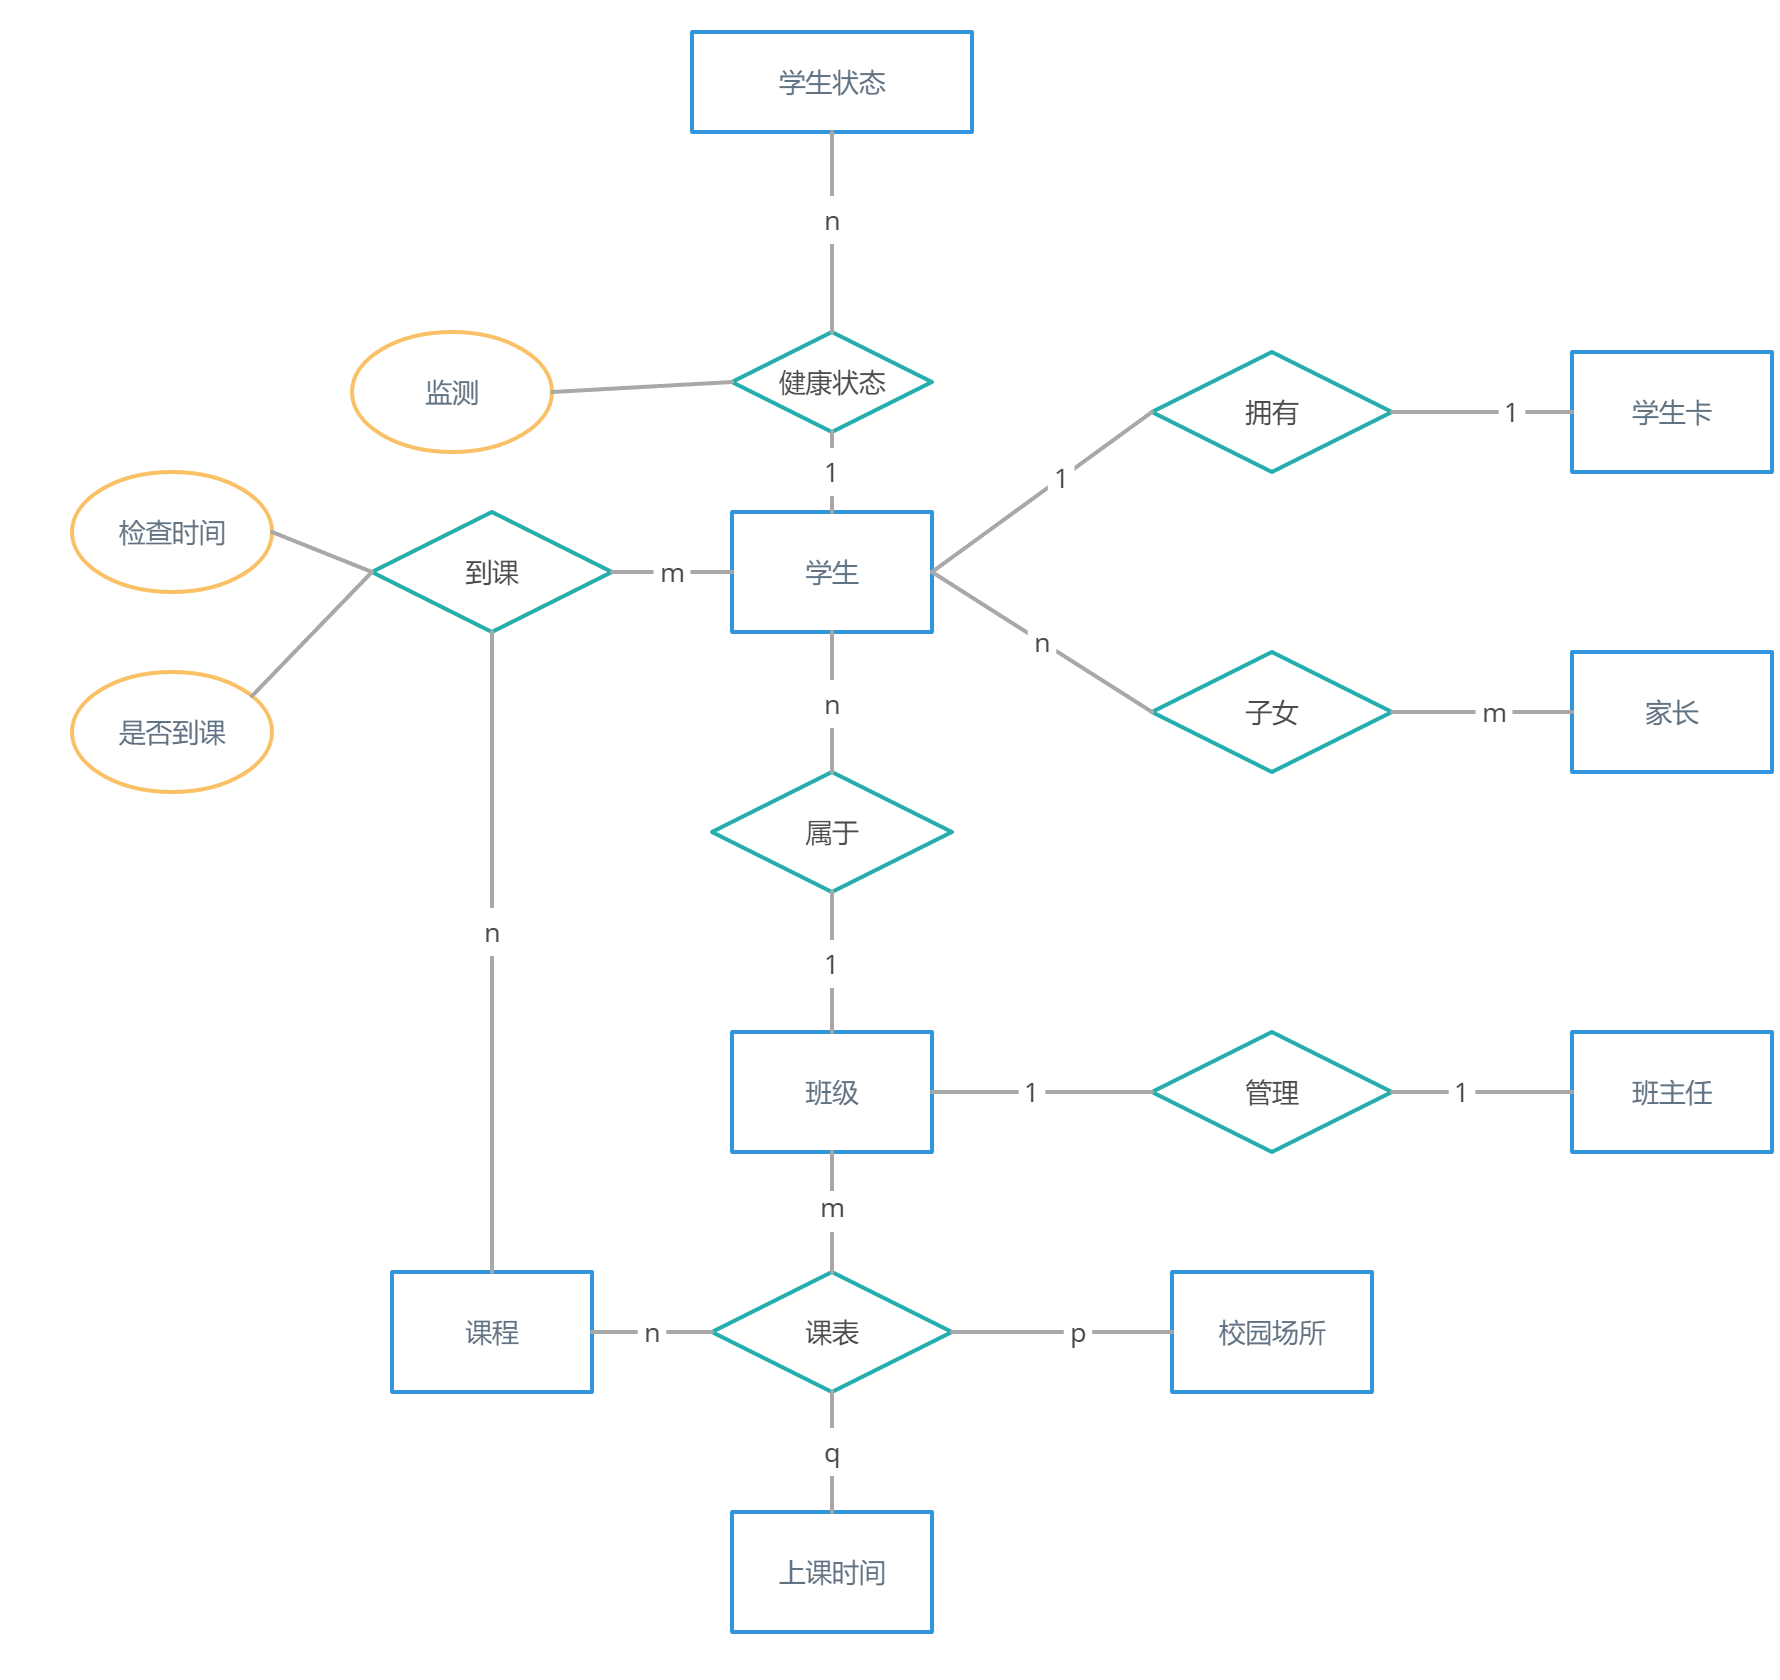 学生状态
n
监测
健康状态
拥有
1
学生卡
1
1
检查时间
到课
m
学生
n
子女
m
家长
是否到课
n
属于
n
1
班级
1
管理
1
班主任
m
课程
n
课表
p
校园场所
q
上课时间